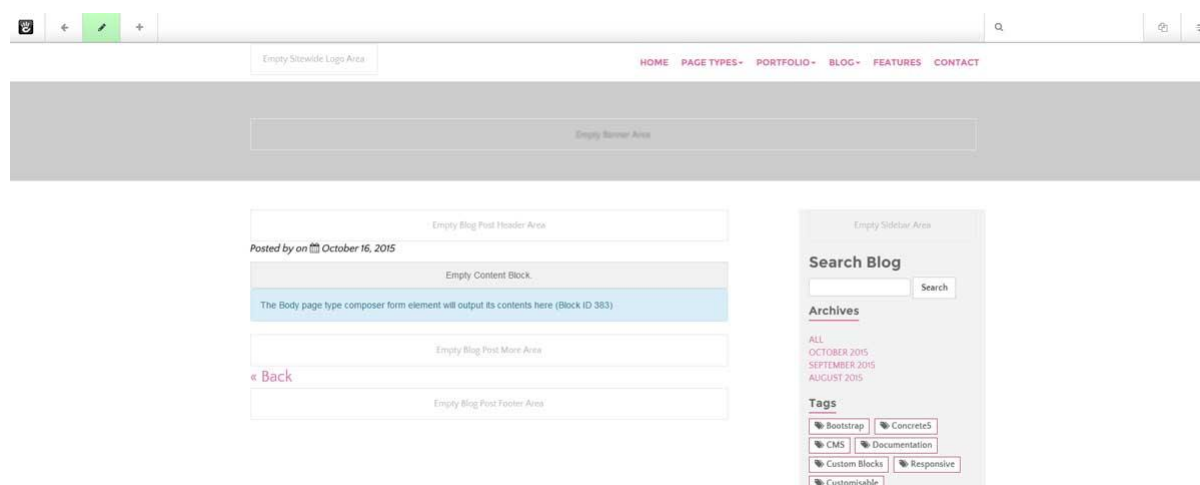 Empty Sitewide Logo Area
HOME PAGE TYPES PORTFOLIO BLOG FEATURES CONTACT
Empty Banner Area
Empty Blog Post Header Area
Posted by on October 16, 2015
Empty Content Block.
The Body page type composer form element will output its contents here (Block ID 383)
Empty Blog Post More Area
« Back
Empty Blog Post Footer Area
Empty Sidebar Area
Search Blog
Search
Archives
ALL
OCTOBER 2015
SEPTEMBER 2015
AUGUST 2015
Tags
Bootstrap Concrete5
CMS Documentation
Custom Blocks Responsive
Customisable